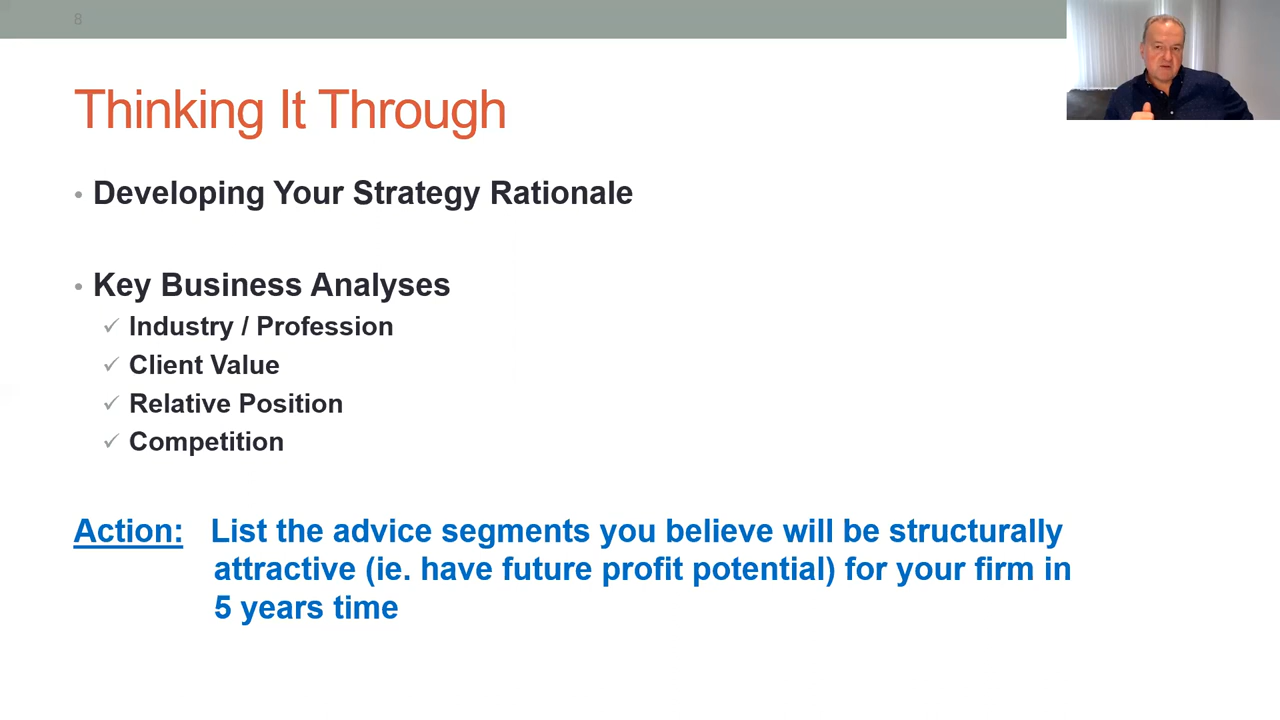 8
Thinking It Through
• Developing Your Strategy Rationale
• Key Business Analyses
✓ Industry / Profession
✓ Client Value
✓ Relative Position
✓ Competition
Action: List the advice segments you believe will be structurally
attractive (ie. have future profit potential) for your firm in
5 years time